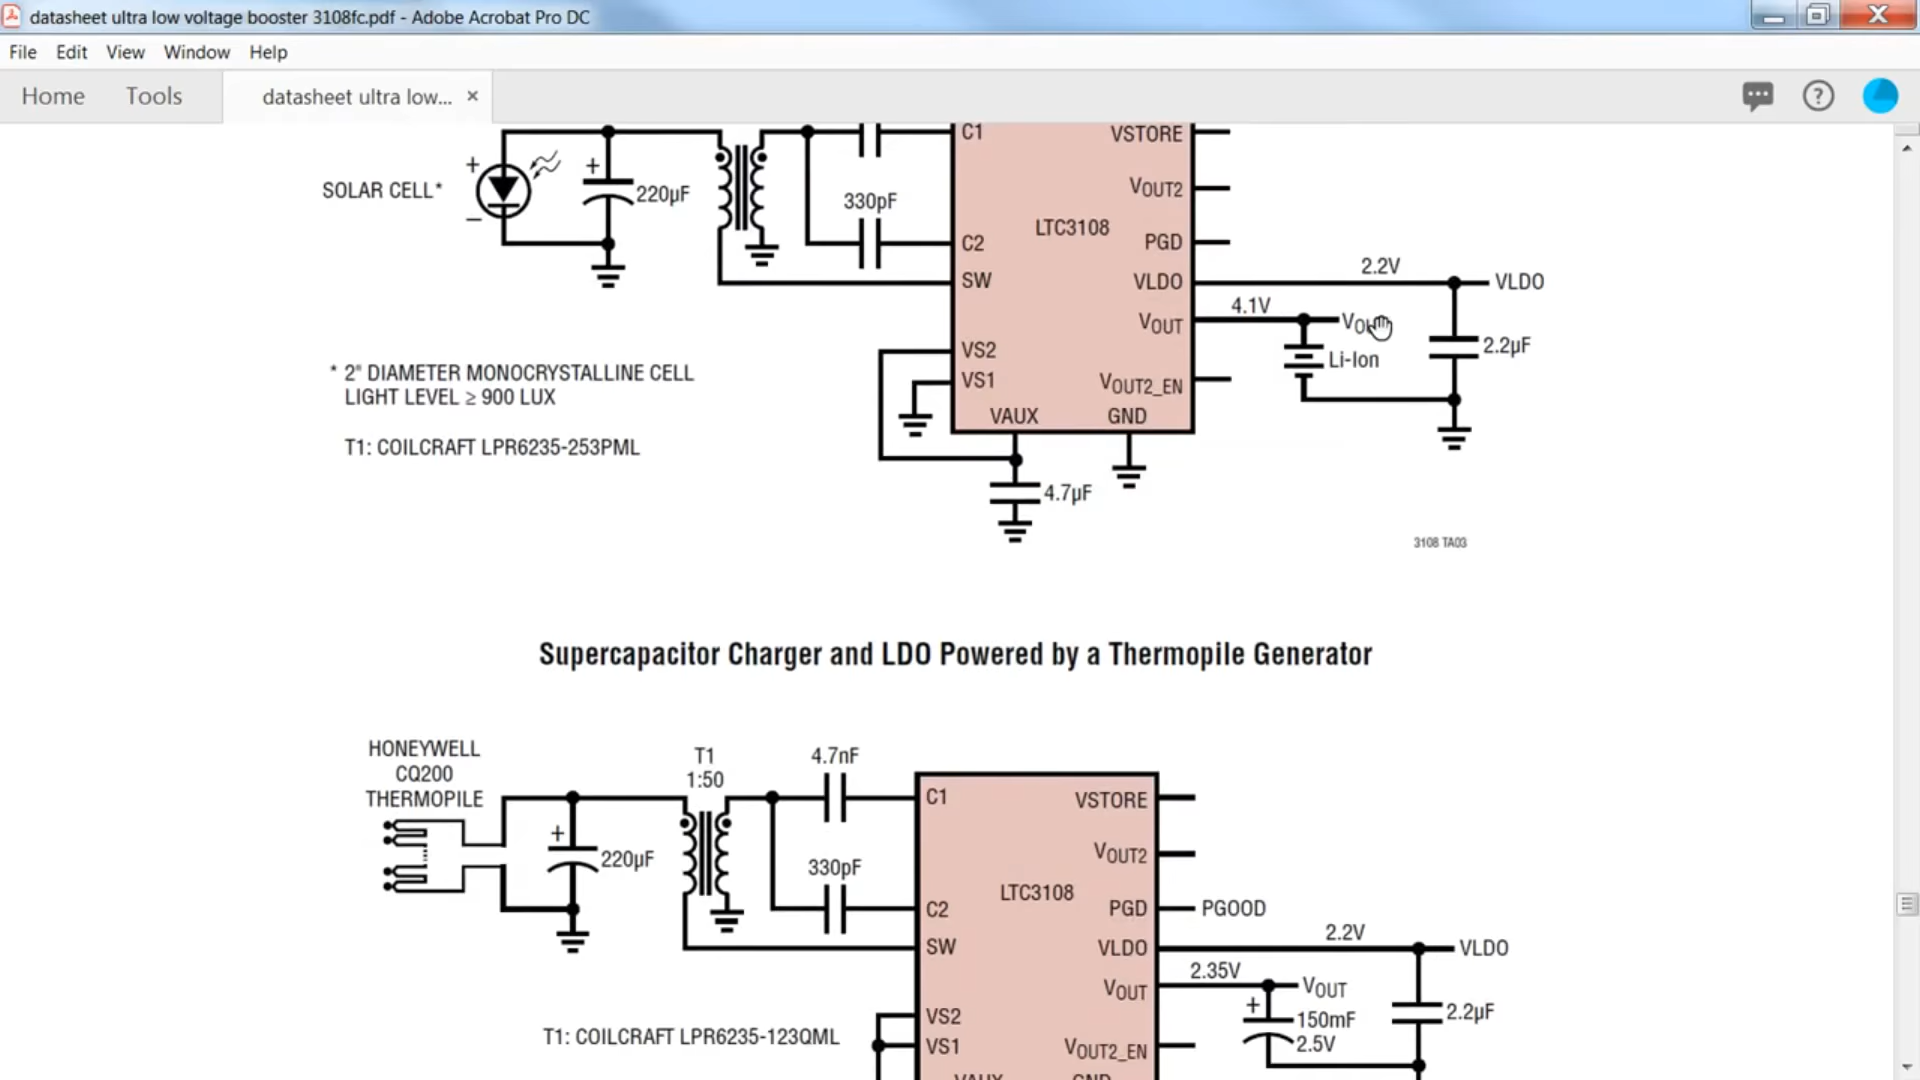 datasheet ultra low voltage booster 3108fc.pdf - Adobe Acrobat Pro DC
File Edit View Window Help
Home Tools datasheet ultra low... ×
C1 VSTORE
+ +
SOLAR CELL* 220µF
−
330pF
LTC3108
VOUT2
C2 PGD
SW VLDO 2.2V VLDO
VOUT 4.1V
Li-Ion 2.2µF
VS2
VS1 VOUT2_EN
VAUX GND
* 2" DIAMETER MONOCRYSTALLINE CELL
LIGHT LEVEL ≥ 900 LUX
T1: COILCRAFT LPR6235-253PML
4.7µF
3108 TA03
Supercapacitor Charger and LDO Powered by a Thermopile Generator
HONEYWELL
CQ200
THERMOPILE
T1
1:50
4.7nF
+
220µF
330pF
C1 VSTORE
VOUT2
LTC3108
C2 PGD PGOOD
SW VLDO 2.2V VLDO
VOUT 2.35V VOUT
+ 150mF
2.5V
2.2µF
VS2
VS1 VOUT2_EN
VAUX GND
T1: COILCRAFT LPR6235-123QML